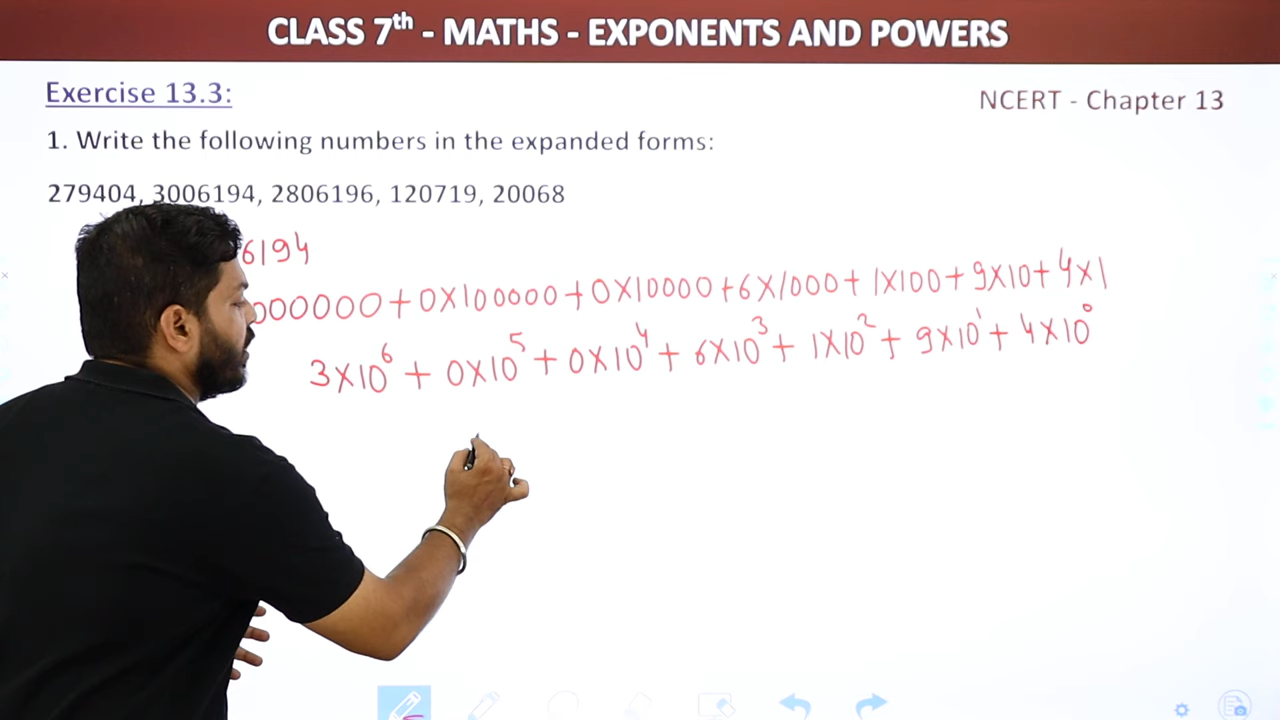 CLASS 7th - MATHS - EXPONENTS AND POWERS
Exercise 13.3:
NCERT - Chapter 13
1. Write the following numbers in the expanded forms:
279404, 3006194, 2806196, 120719, 20068
6194
000000 + 0×100000 + 0×10000 + 6×1000 + 1×100 + 9×10 + 4×1
3×10⁶ + 0×10⁵ + 0×10⁴ + 6×10³ + 1×10² + 9×10¹ + 4×10⁰